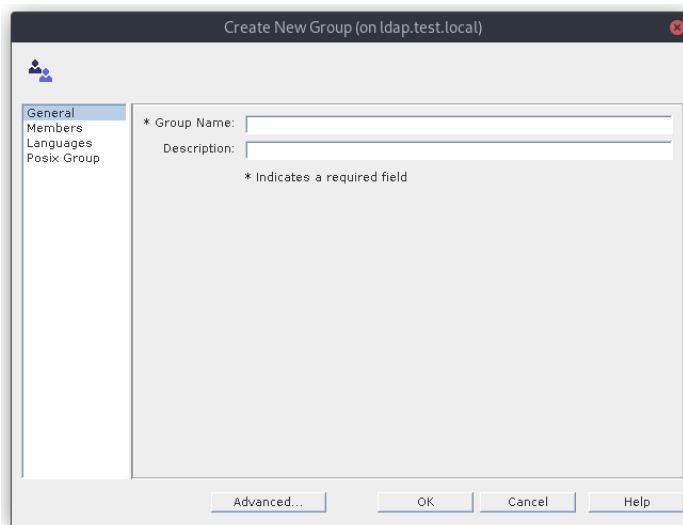 Create New Group (on ldap.test.local)
General
Members
Languages
Posix Group
* Group Name:
Description:
* Indicates a required field
Advanced...
OK
Cancel
Help